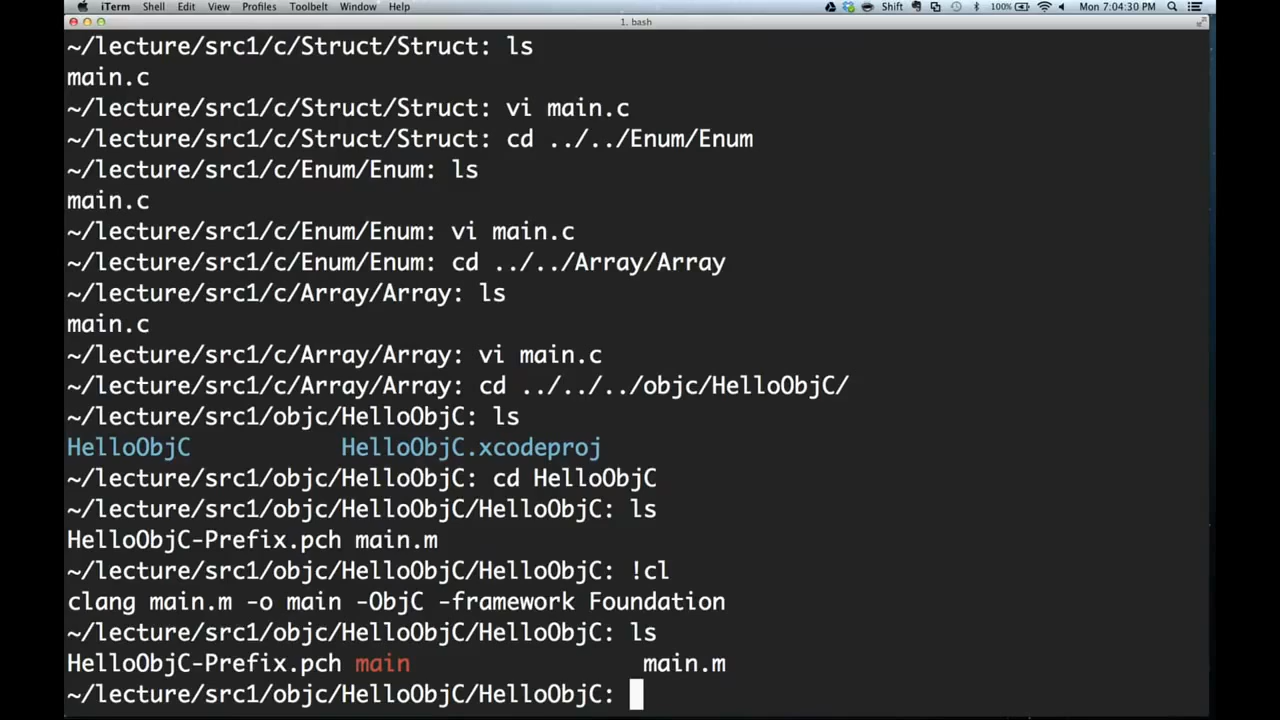 iTerm Shell Edit View Profiles Toolbelt Window Help Shift 100% Mon 7:04:30 PM
1. bash
~/lecture/src1/c/Struct/Struct: ls
main.c
~/lecture/src1/c/Struct/Struct: vi main.c
~/lecture/src1/c/Struct/Struct: cd ../../Enum/Enum
~/lecture/src1/c/Enum/Enum: ls
main.c
~/lecture/src1/c/Enum/Enum: vi main.c
~/lecture/src1/c/Enum/Enum: cd ../../Array/Array
~/lecture/src1/c/Array/Array: ls
main.c
~/lecture/src1/c/Array/Array: vi main.c
~/lecture/src1/c/Array/Array: cd ../../../objc/HelloObjC/
~/lecture/src1/objc/HelloObjC: ls
HelloObjC HelloObjC.xcodeproj
~/lecture/src1/objc/HelloObjC: cd HelloObjC
~/lecture/src1/objc/HelloObjC/HelloObjC: ls
HelloObjC-Prefix.pch main.m
~/lecture/src1/objc/HelloObjC/HelloObjC: !cl
clang main.m -o main -ObjC -framework Foundation
~/lecture/src1/objc/HelloObjC/HelloObjC: ls
HelloObjC-Prefix.pch main main.m
~/lecture/src1/objc/HelloObjC/HelloObjC: